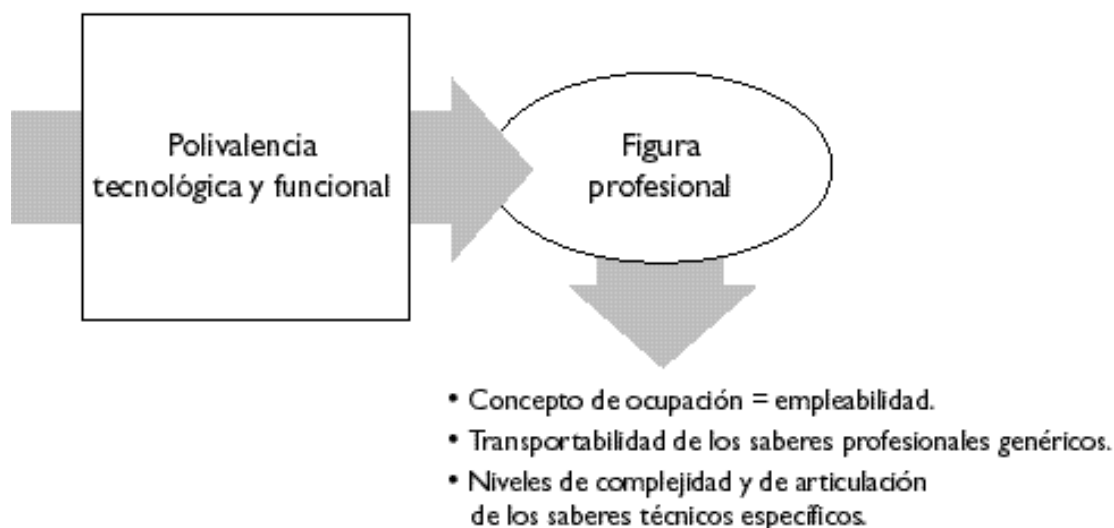 Polivalencia
tecnológica y funcional
Figura
profesional
• Concepto de ocupación = empleabilidad.
• Transportabilidad de los saberes profesionales genéricos.
• Niveles de complejidad y de articulación
de los saberes técnicos específicos.